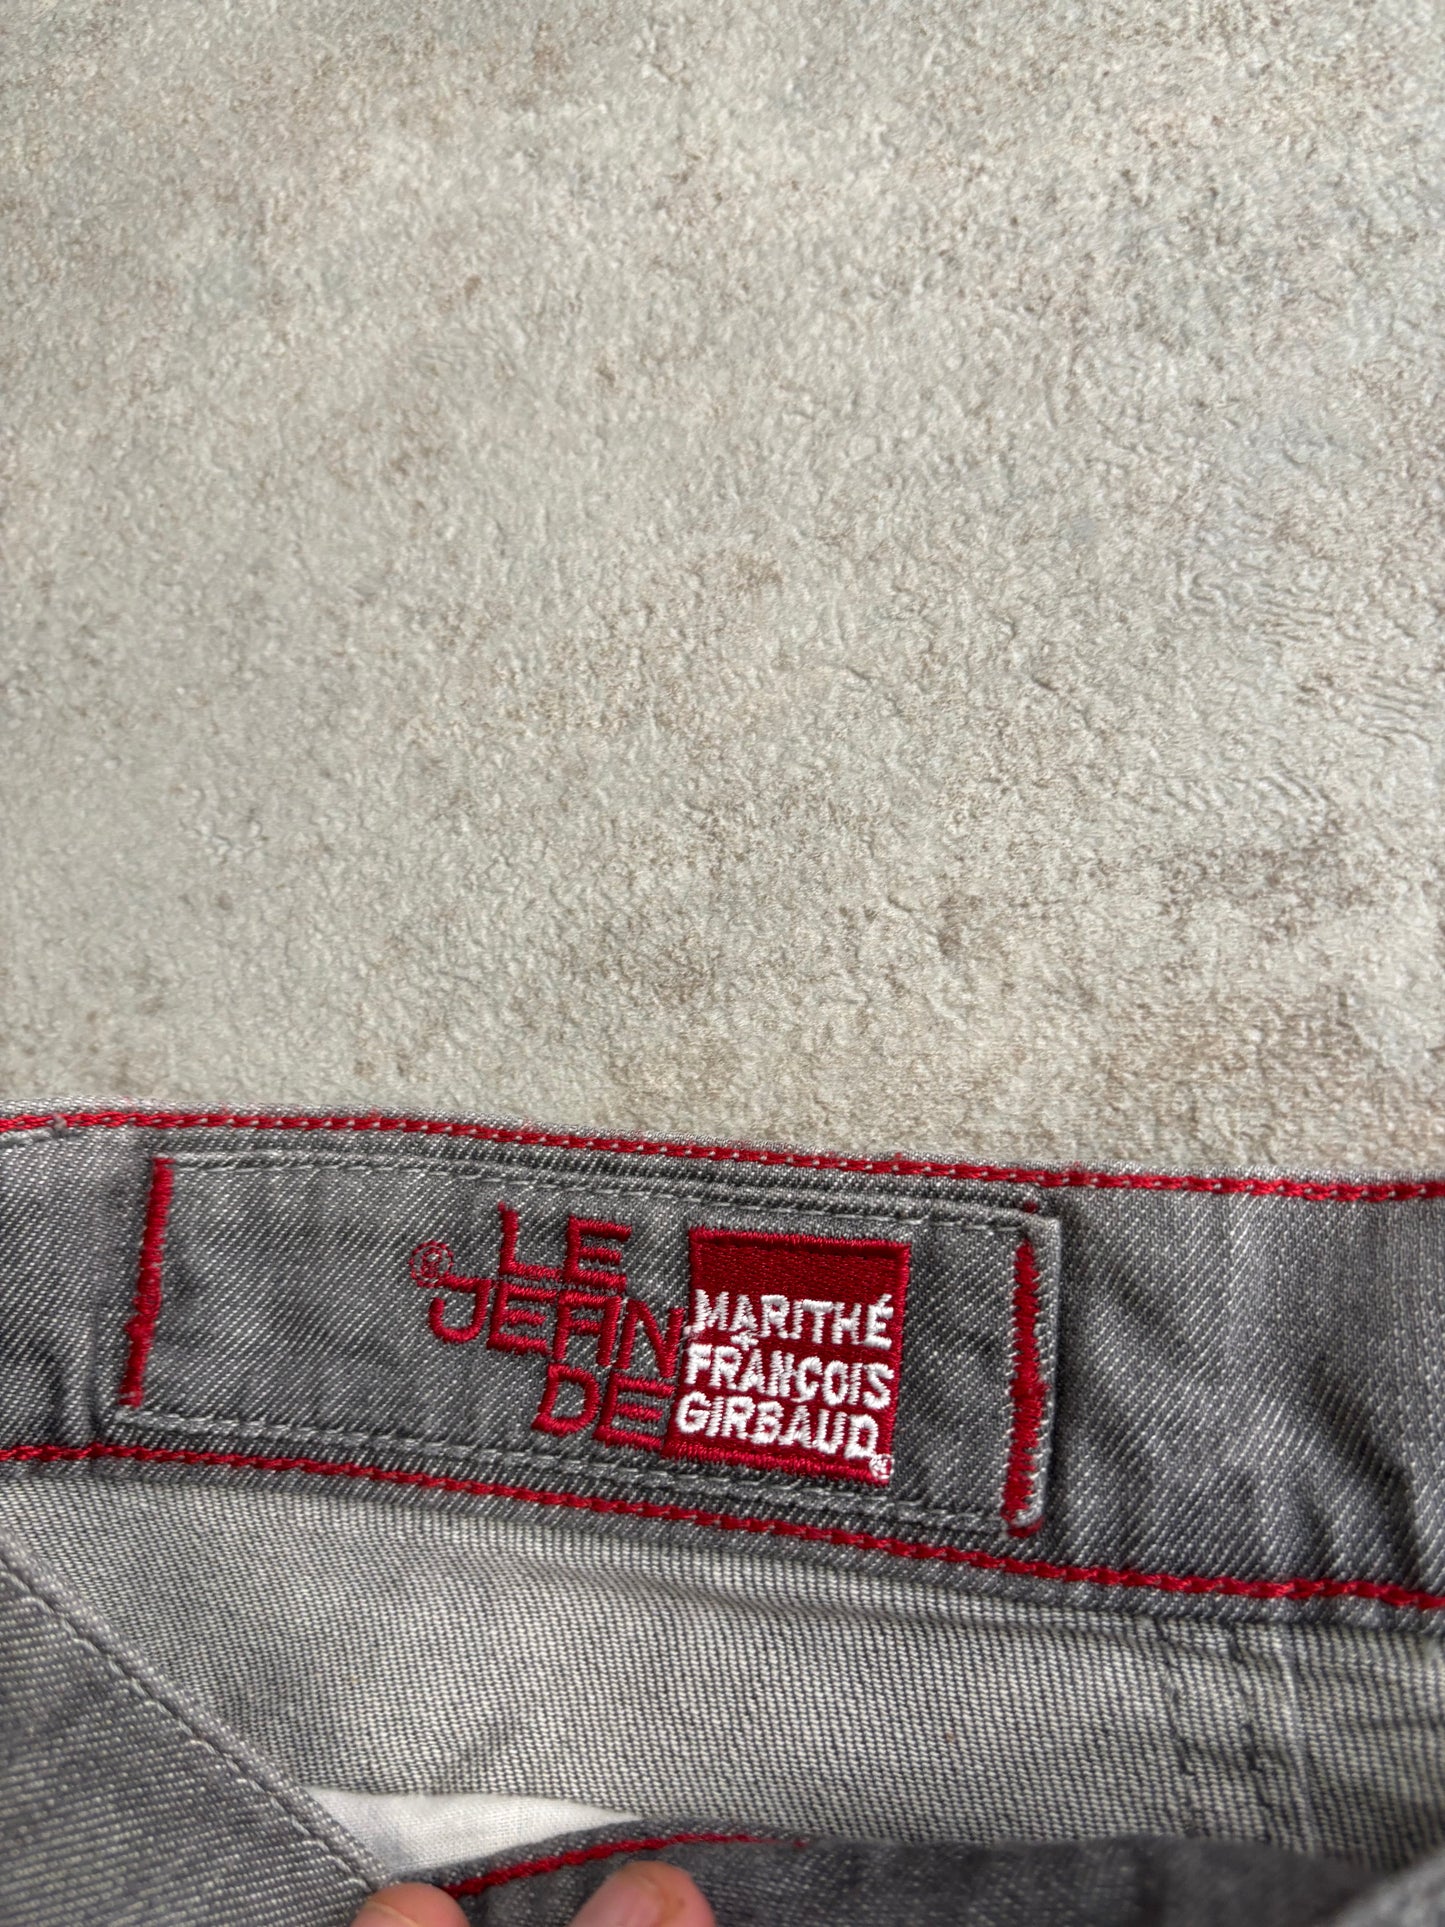 LE
® JEAN
DE
MARITHÉ
&
FRANÇOIS
GIRBAUD®